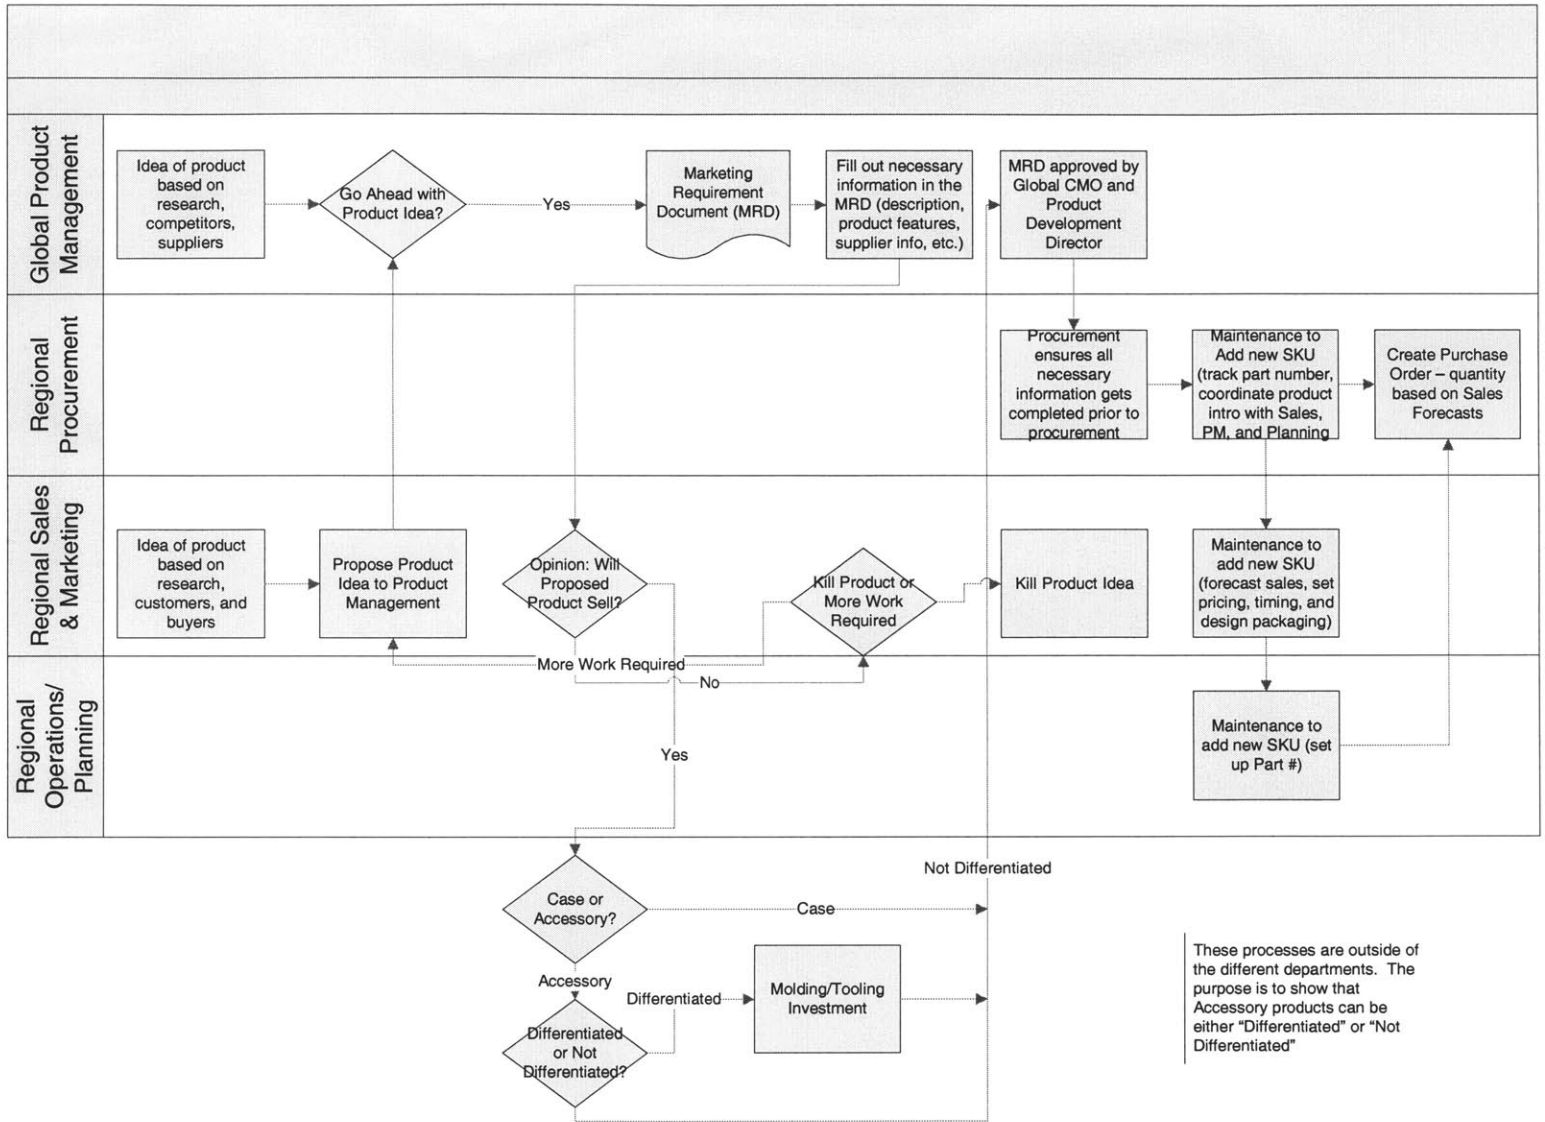 Global Product
Management
Idea of product
based on
research,
competitors,
suppliers
Go Ahead with
Product Idea?
Yes
Marketing
Requirement
Document (MRD)
Fill out necessary
information in the
MRD (description,
product features,
supplier info, etc.)
MRD approved by
Global CMO and
Product
Development
Director
Regional
Procurement
Procurement
ensures all
necessary
information gets
completed prior to
procurement
Maintenance to
Add new SKU
(track part number,
coordinate product
intro with Sales,
PM, and Planning
Create Purchase
Order – quantity
based on Sales
Forecasts
Regional Sales
& Marketing
Idea of product
based on
research,
customers, and
buyers
Propose Product
Idea to Product
Management
Opinion: Will
Proposed
Product Sell?
Kill Product or
More Work
Required
Kill Product Idea
Maintenance to
add new SKU
(forecast sales, set
pricing, timing, and
design packaging)
More Work Required
No
Regional
Operations/
Planning
Yes
Maintenance to
add new SKU (set
up Part #)
Not Differentiated
Case or
Accessory?
Case
Accessory
Differentiated
Molding/Tooling
Investment
Differentiated
or Not
Differentiated?
These processes are outside of
the different departments. The
purpose is to show that
Accessory products can be
either “Differentiated” or “Not
Differentiated”